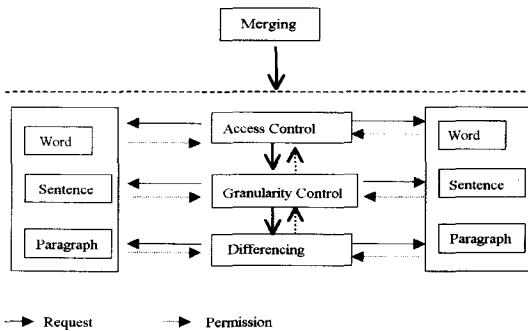 Merging
Access Control
Word
Word
Granularity Control
Sentence
Sentence
Differencing
Paragraph
Paragraph
Request
Permission